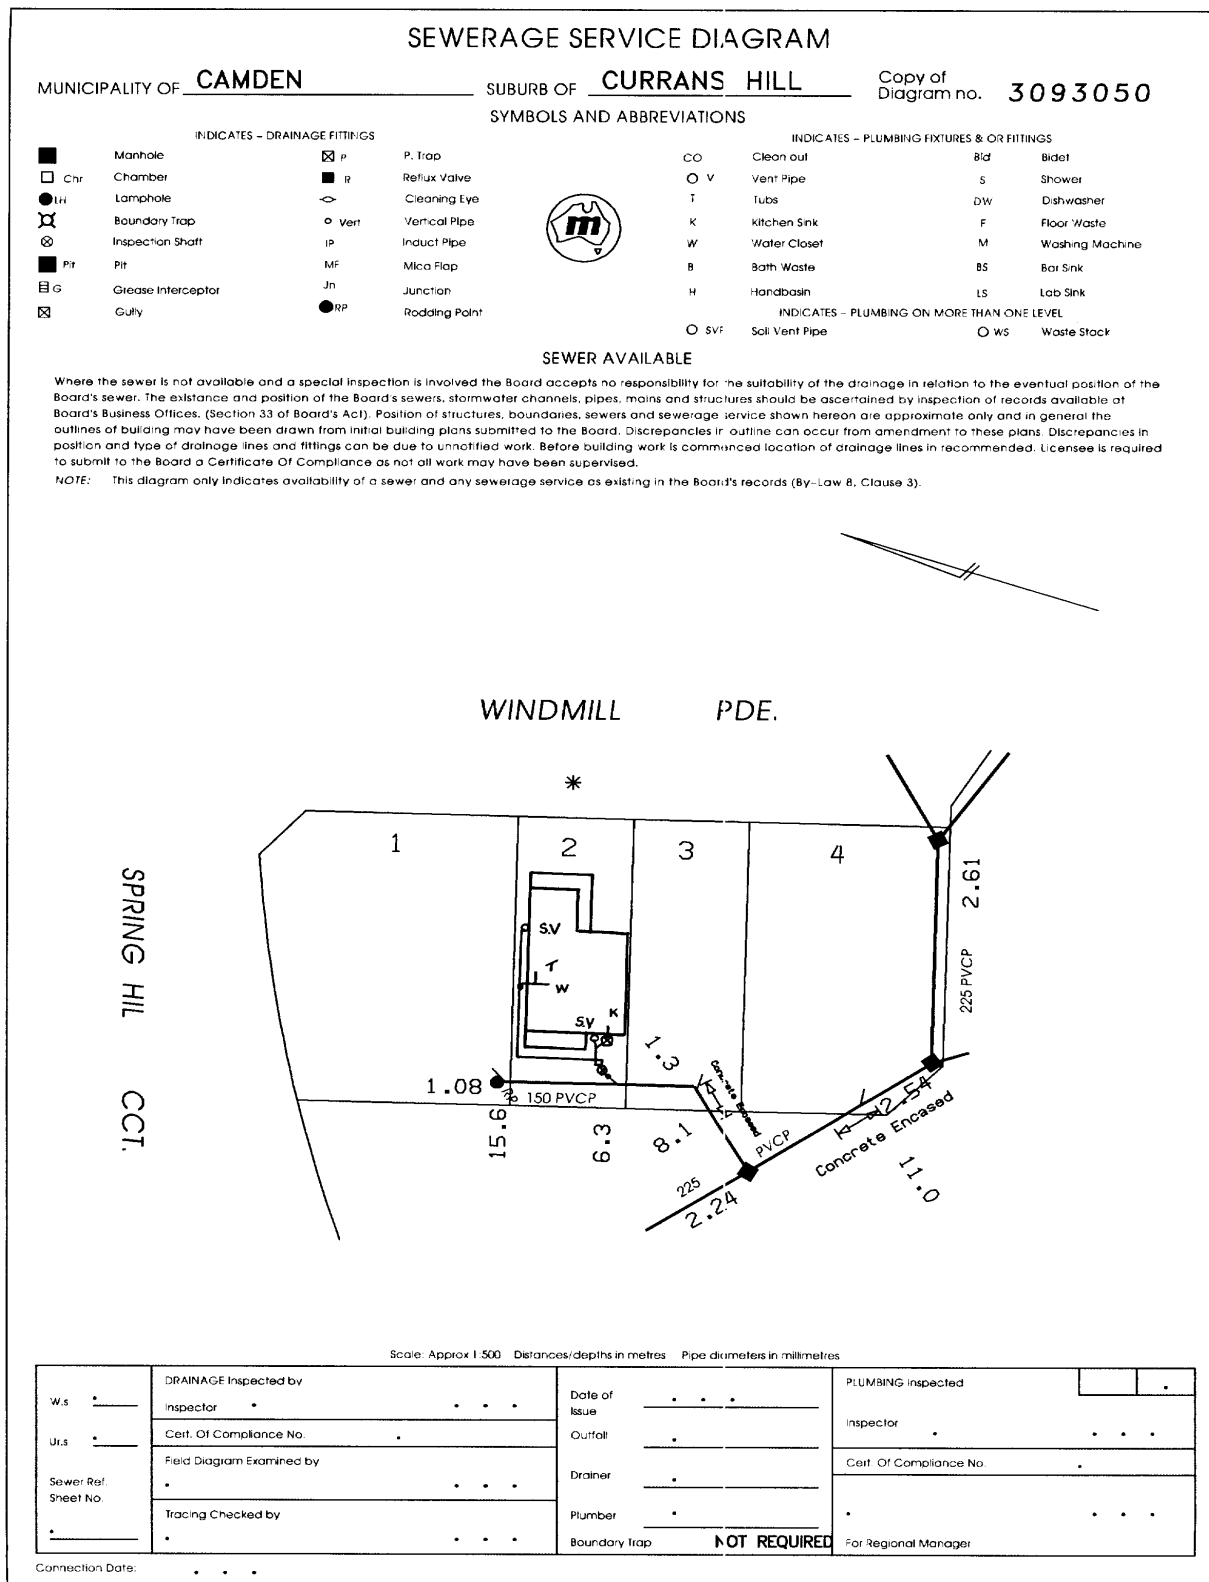 SEWERAGE SERVICE DIAGRAM
MUNICIPALITY OF CAMDEN SUBURB OF CURRANS HILL Copy of Diagram no. 3093050
SYMBOLS AND ABBREVIATIONS
INDICATES – DRAINAGE FITTINGS
INDICATES – PLUMBING FIXTURES & OR FITTINGS
Manhole P P. Trap CO Clean out Bid Bidet
Chr Chamber R Reflux Valve V Vent Pipe S Shower
LH Lamphole Cleaning Eye T Tubs DW Dishwasher
Boundary Trap Vert Vertical Pipe K Kitchen Sink F Floor Waste
Inspection Shaft IP Induct Pipe W Water Closet M Washing Machine
Pit Pit MF Mica Flap B Bath Waste BS Bar Sink
G Grease Interceptor Jn Junction H Handbasin LS Lab Sink
Gully RP Rodding Point
INDICATES – PLUMBING ON MORE THAN ONE LEVEL
SVP Soil Vent Pipe WS Waste Stack
m
SEWER AVAILABLE
Where the sewer is not available and a special inspection is involved the Board accepts no responsibility for the suitability of the drainage in relation to the eventual position of the
Board's sewer. The existance and position of the Board's sewers, stormwater channels, pipes, mains and structures should be ascertained by inspection of records available at
Board's Business Offices. (Section 33 of Board's Act). Position of structures, boundaries, sewers and sewerage service shown hereon are approximate only and in general the
outlines of building may have been drawn from initial building plans submitted to the Board. Discrepancies in outline can occur from amendment to these plans. Discrepancies in
position and type of drainage lines and fittings can be due to unnotified work. Before building work is commenced location of drainage lines in recommended. Licensee is required
to submit to the Board a Certificate Of Compliance as not all work may have been supervised.
NOTE: This diagram only indicates availability of a sewer and any sewerage service as existing in the Board's records (By–Law 8, Clause 3).
WINDMILL PDE.
*
1
2
3
4
SPRING HIL CCT.
S.V
T
W
S.V
K
2.61
225 PVCP
1.3
Concrete Encased
1.08
RP
150 PVCP
15.6
6.3
8.1
PVCP
2.54
Concrete Encased
11.0
225
2.24
Scale: Approx 1:500 Distances/depths in metres Pipe diameters in millimetres
W.s
Ur.s
Sewer Ref.
Sheet No.
DRAINAGE Inspected by
Inspector
Cert. Of Compliance No.
Field Diagram Examined by
Tracing Checked by
Date of
Issue
Outfall
Drainer
Plumber
Boundary Trap NOT REQUIRED
PLUMBING Inspected
Inspector
Cert. Of Compliance No.
For Regional Manager
Connection Date: